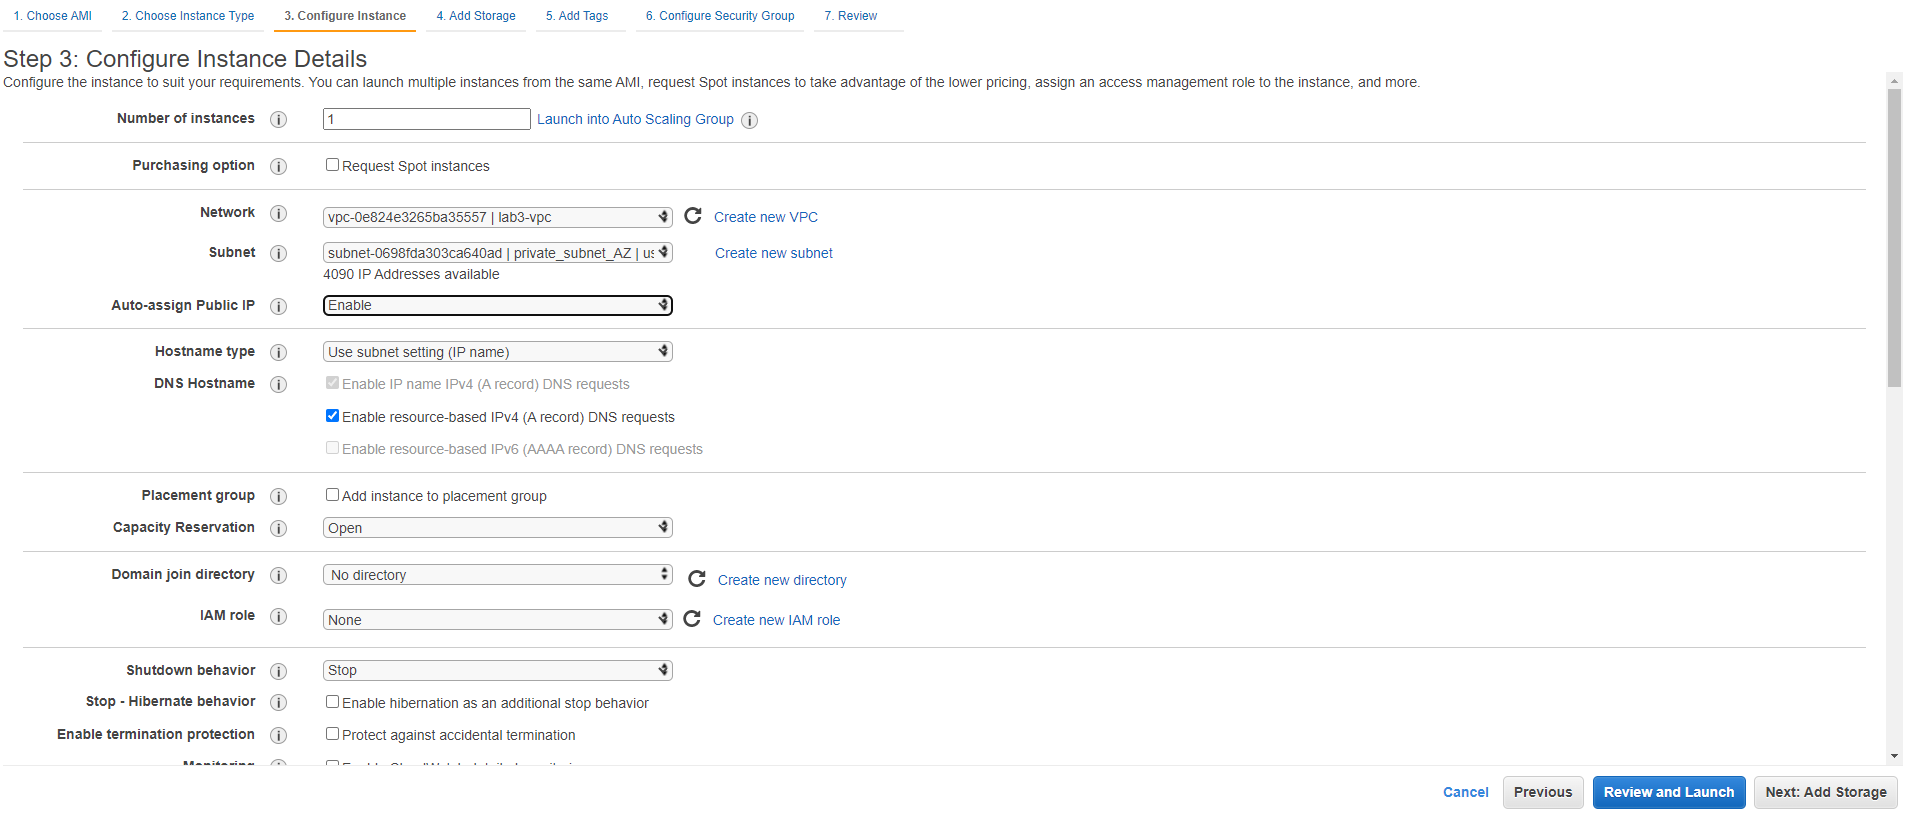 1. Choose AMI 2. Choose Instance Type 3. Configure Instance 4. Add Storage 5. Add Tags 6. Configure Security Group 7. Review
Step 3: Configure Instance Details
Configure the instance to suit your requirements. You can launch multiple instances from the same AMI, request Spot instances to take advantage of the lower pricing, assign an access management role to the instance, and more.
Number of instances i 1 Launch into Auto Scaling Group i
Purchasing option i Request Spot instances
Network i vpc-0e824e3265ba35557 | lab3-vpc Create new VPC
Subnet i subnet-0698fda303ca640ad | private_subnet_AZ | us Create new subnet
4090 IP Addresses available
Auto-assign Public IP i Enable
Hostname type i Use subnet setting (IP name)
DNS Hostname i Enable IP name IPv4 (A record) DNS requests
Enable resource-based IPv4 (A record) DNS requests
Enable resource-based IPv6 (AAAA record) DNS requests
Placement group i Add instance to placement group
Capacity Reservation i Open
Domain join directory i No directory Create new directory
IAM role i None Create new IAM role
Shutdown behavior i Stop
Stop - Hibernate behavior i Enable hibernation as an additional stop behavior
Enable termination protection i Protect against accidental termination
Monitoring
Cancel Previous Review and Launch Next: Add Storage